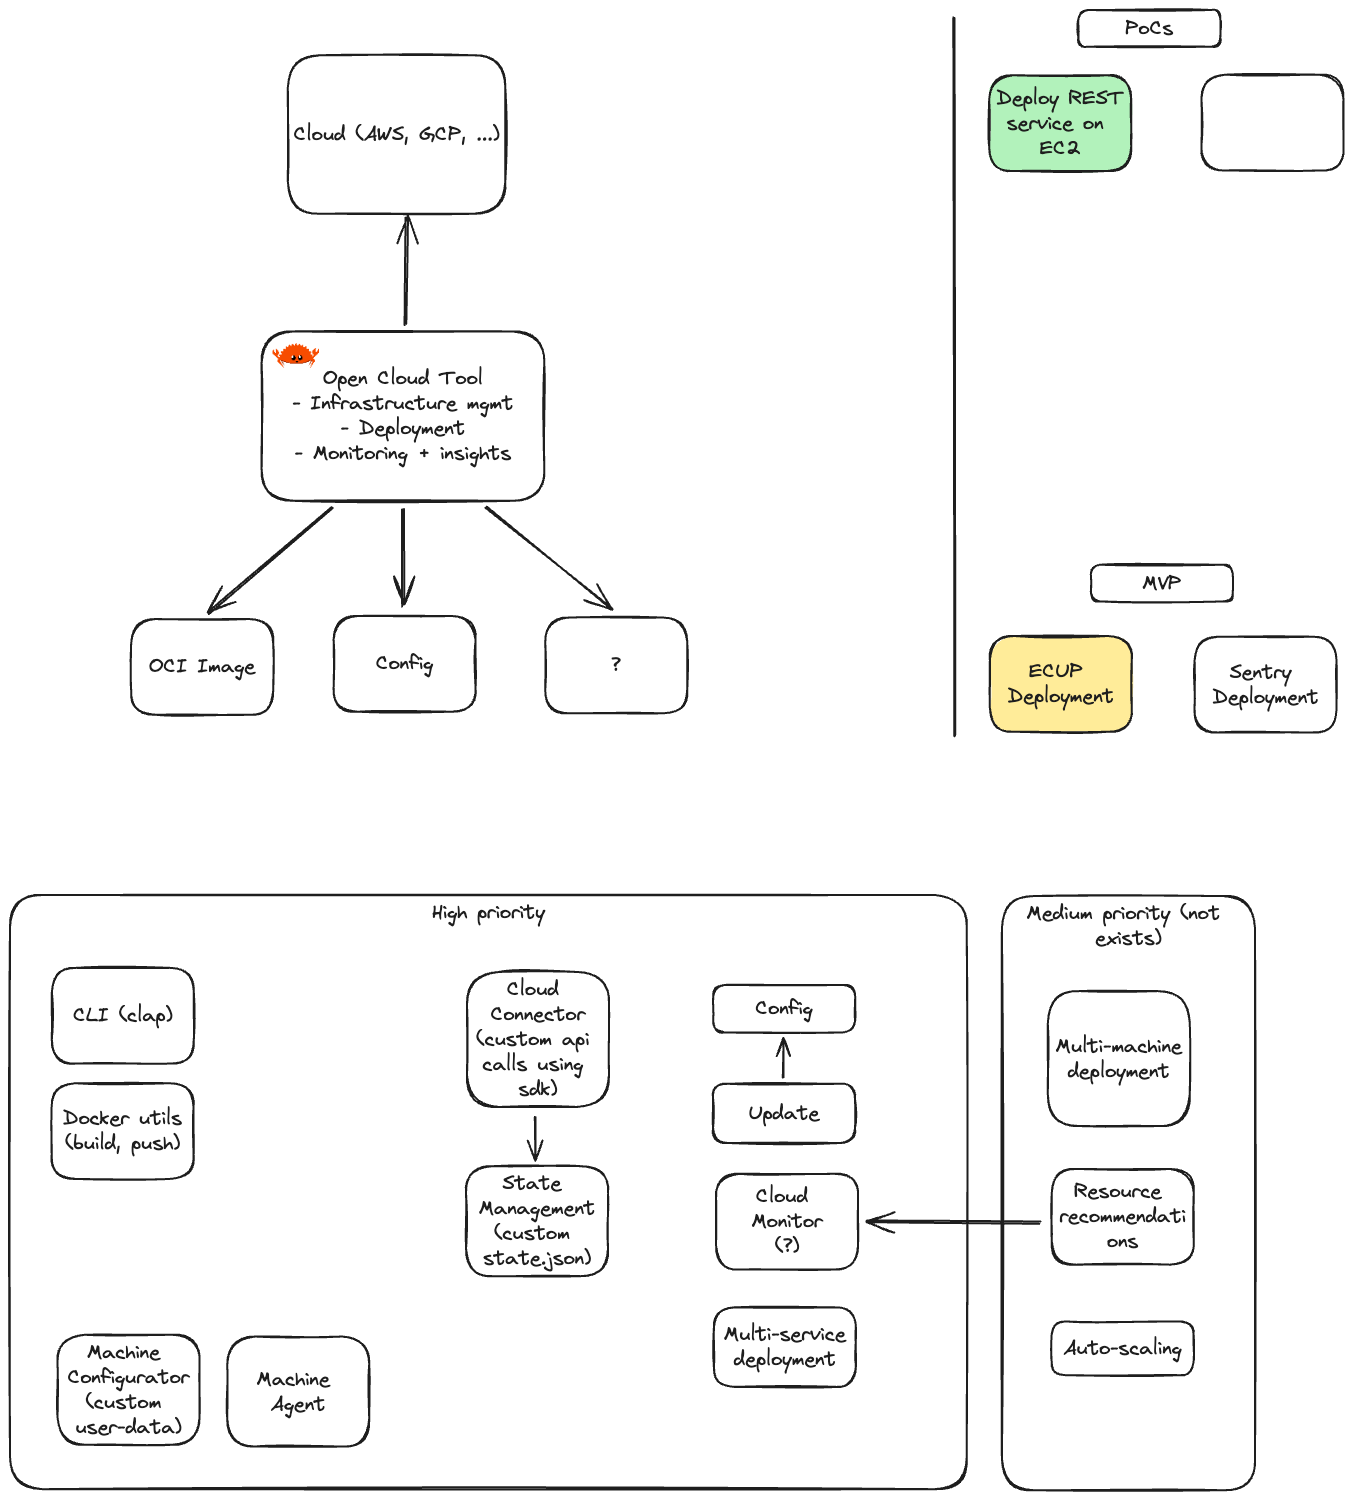 Cloud (AWS, GCP, ...)
Open Cloud Tool
- Infrastructure mgmt
- Deployment
- Monitoring + insights
OCI Image
Config
?
PoCs
Deploy REST
service on
EC2
MVP
ECUP
Deployment
Sentry
Deployment
High priority
CLI (clap)
Docker utils
(build, push)
Machine
Configurator
(custom
user-data)
Machine
Agent
Cloud
Connector
(custom api
calls using
sdk)
State
Management
(custom
state.json)
Config
Update
Cloud
Monitor
(?)
Multi-service
deployment
Medium priority (not
exists)
Multi-machine
deployment
Resource
recommendati
ons
Auto-scaling